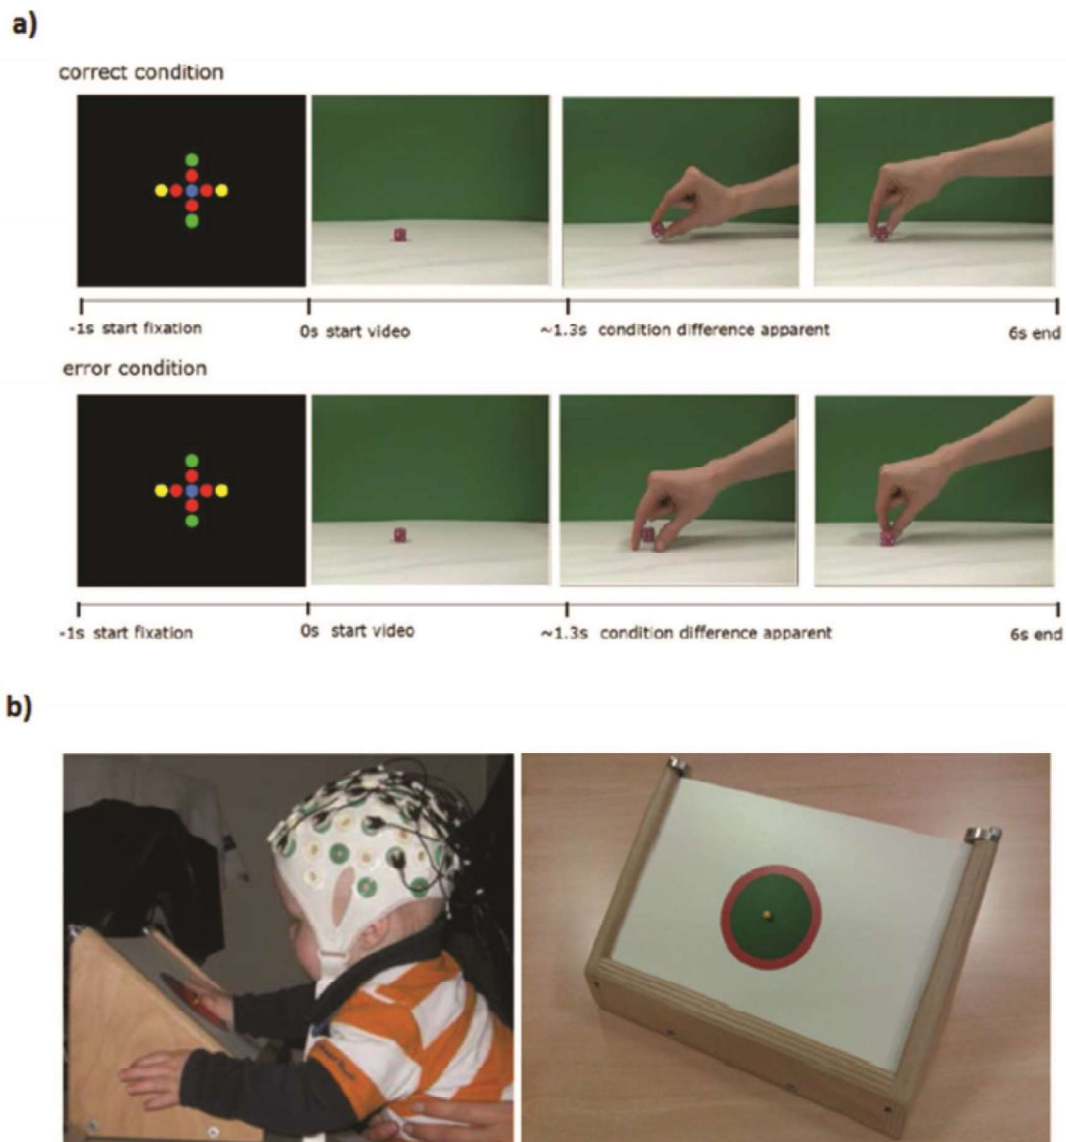 a)
correct condition
-1s start fixation
0s start video
~1.3s condition difference apparent
6s end
error condition
-1s start fixation
0s start video
~1.3s condition difference apparent
6s end
b)